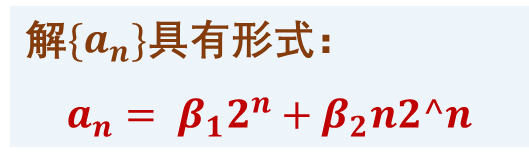 解{aₙ}具有形式：
aₙ = β₁2ⁿ + β₂n2^n